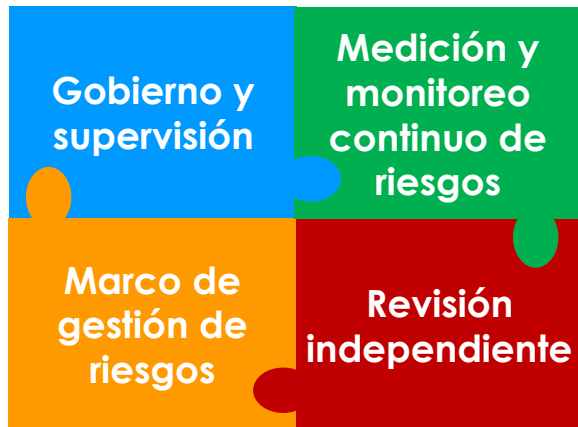 Gobierno y
supervisión
Medición y
monitoreo
continuo de
riesgos
Marco de
gestión de
riesgos
Revisión
independiente